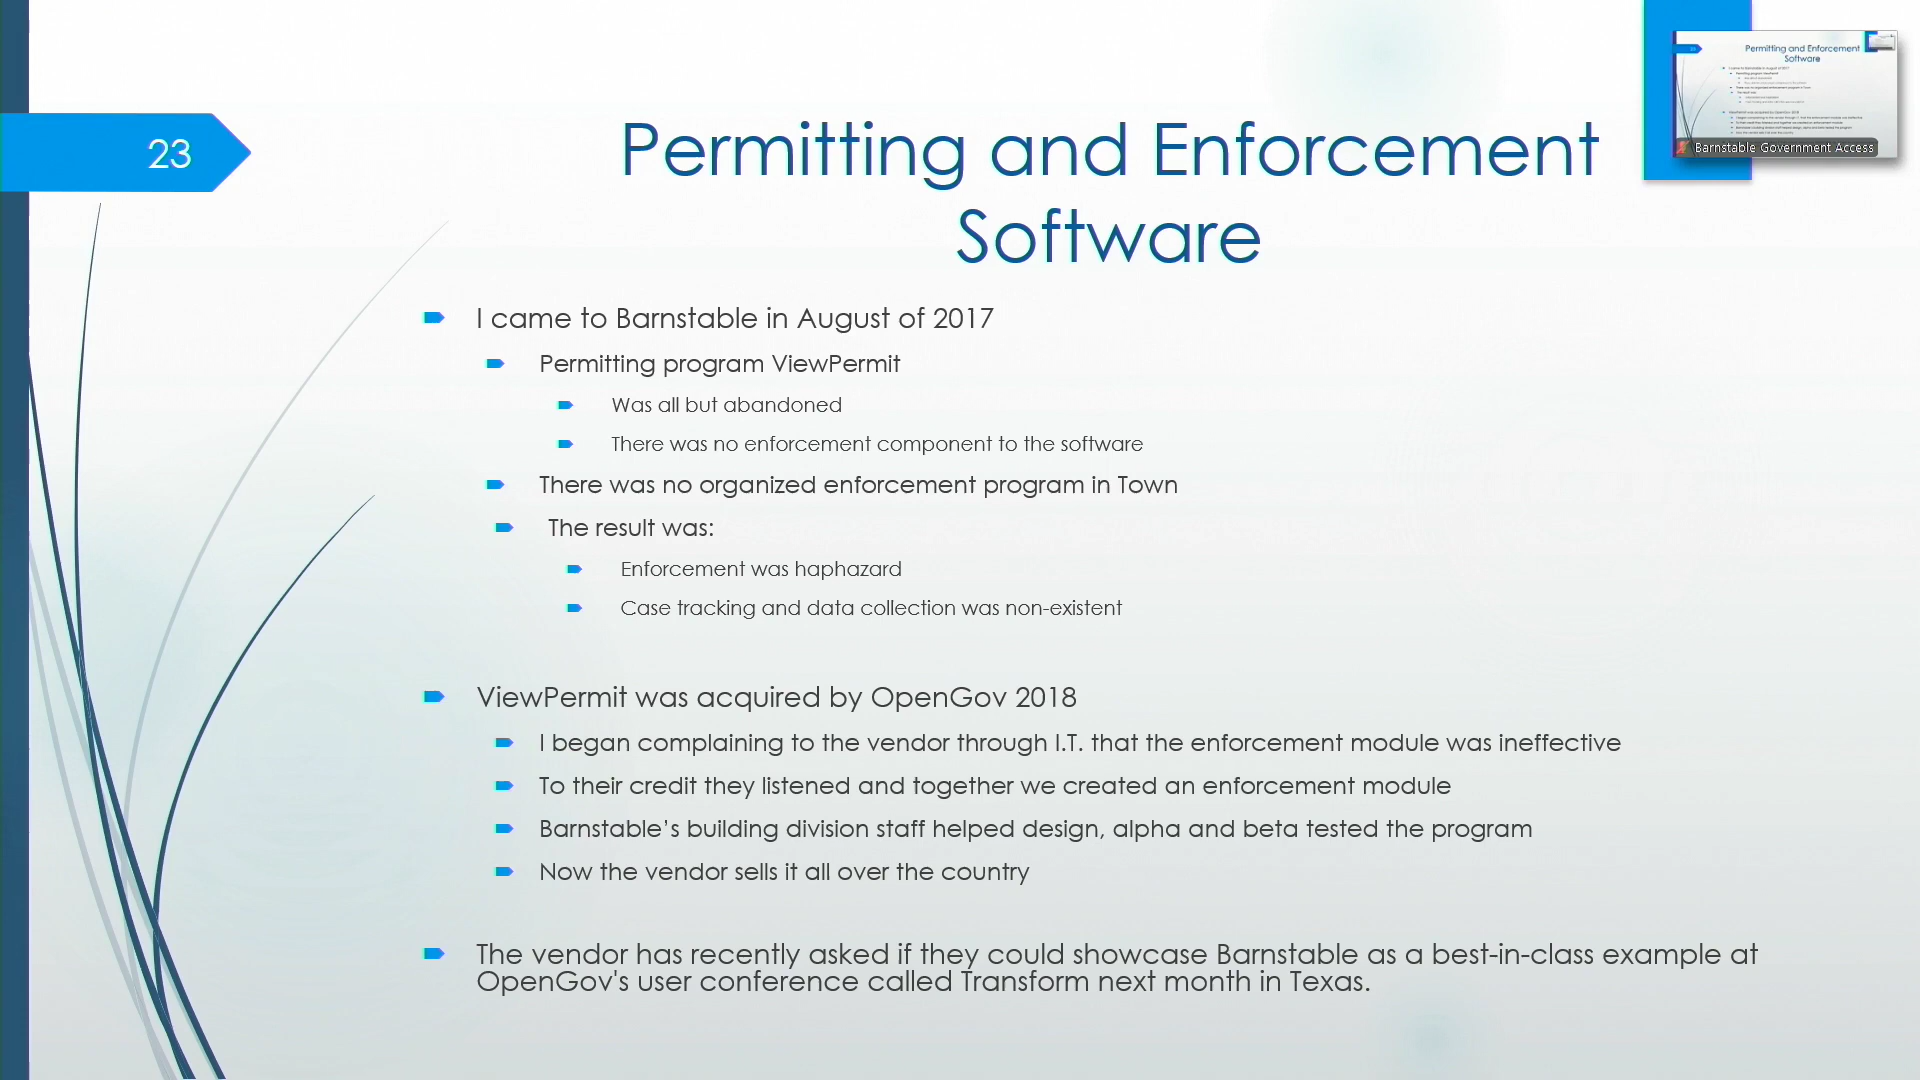 23
Permitting and Enforcement
Software
I came to Barnstable in August of 2017
Permitting program ViewPermit
Was all but abandoned
There was no enforcement component to the software
There was no organized enforcement program in Town
The result was:
Enforcement was haphazard
Case tracking and data collection was non-existent
ViewPermit was acquired by OpenGov 2018
I began complaining to the vendor through I.T. that the enforcement module was ineffective
To their credit they listened and together we created an enforcement module
Barnstable’s building division staff helped design, alpha and beta tested the program
Now the vendor sells it all over the country
The vendor has recently asked if they could showcase Barnstable as a best-in-class example at
OpenGov's user conference called Transform next month in Texas.
Permitting and Enforcement
Software
Barnstable Government Access